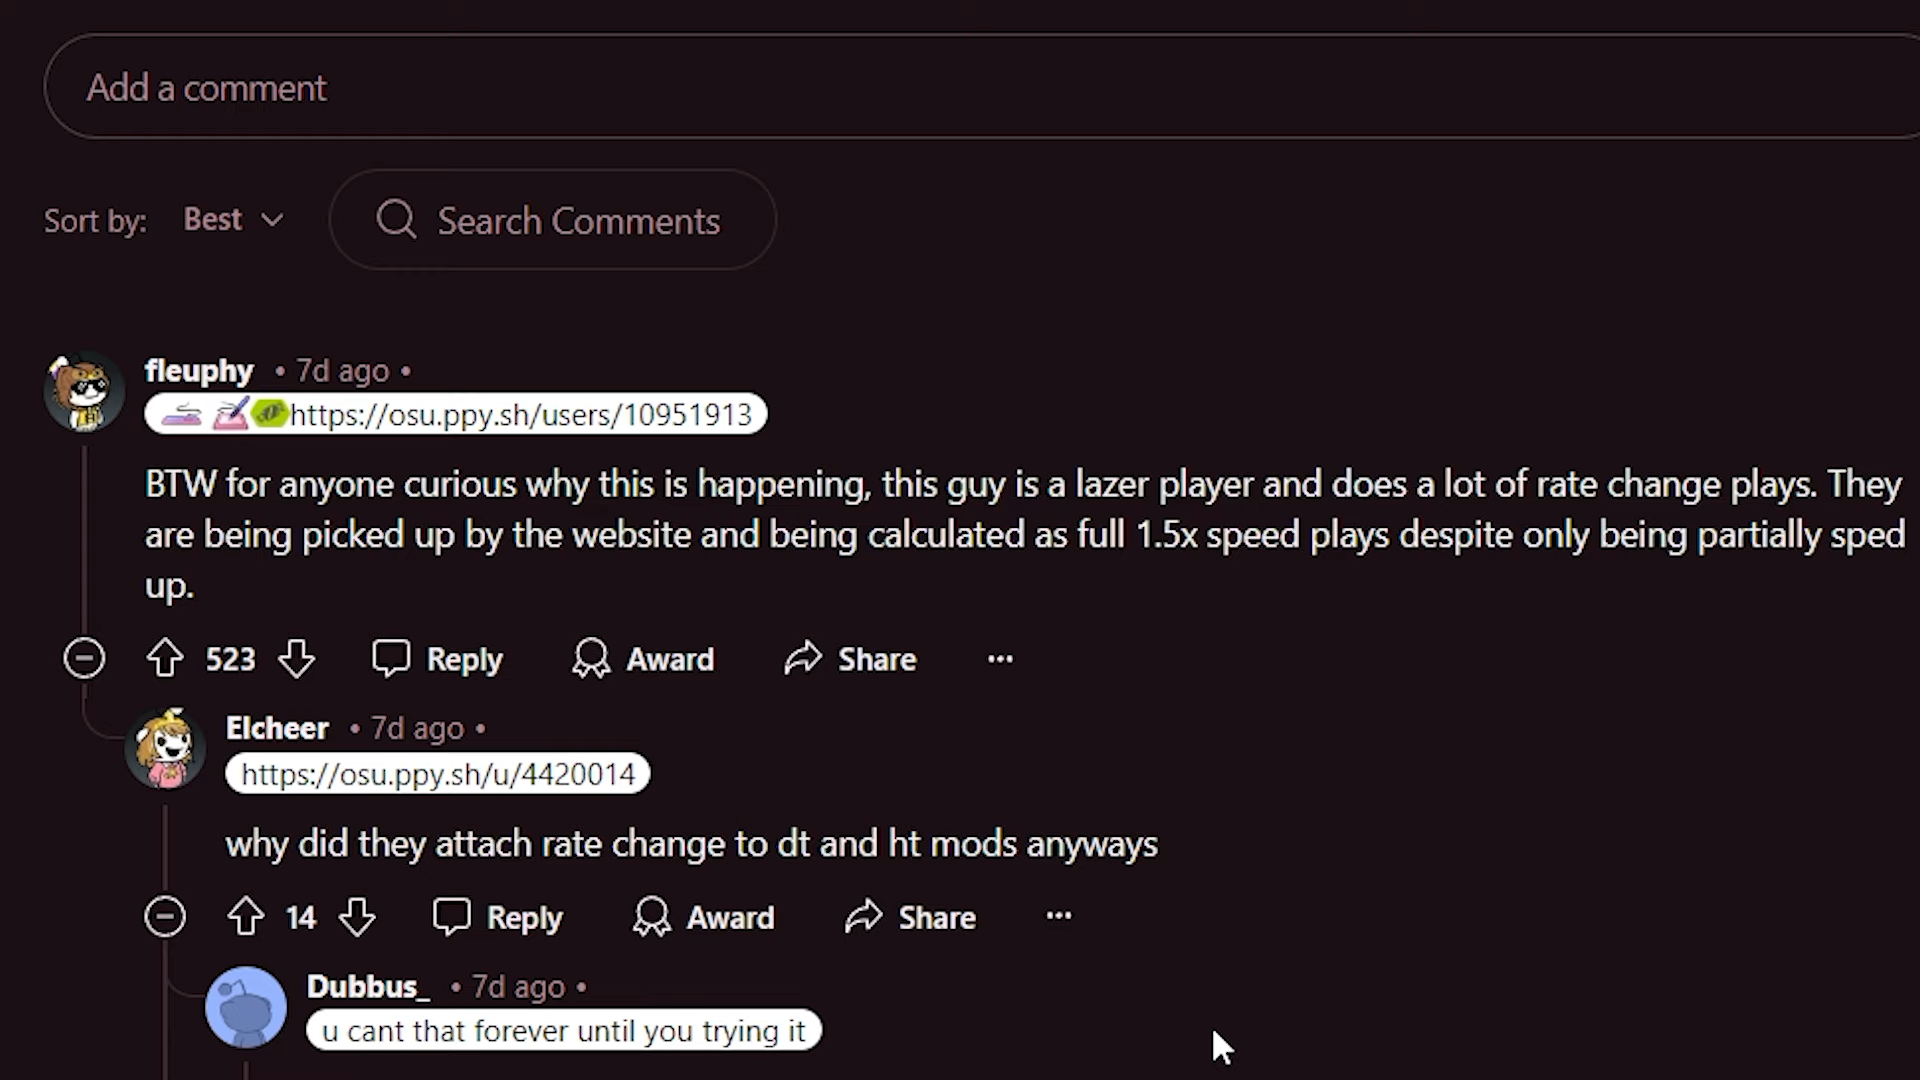 Add a comment
Sort by: Best Search Comments
fleuphy • 7d ago •
https://osu.ppy.sh/users/10951913
BTW for anyone curious why this is happening, this guy is a lazer player and does a lot of rate change plays. They
are being picked up by the website and being calculated as full 1.5x speed plays despite only being partially sped
up.
523 Reply Award Share ...
Elcheer • 7d ago •
https://osu.ppy.sh/u/4420014
why did they attach rate change to dt and ht mods anyways
14 Reply Award Share ...
Dubbus_ • 7d ago •
u cant that forever until you trying it